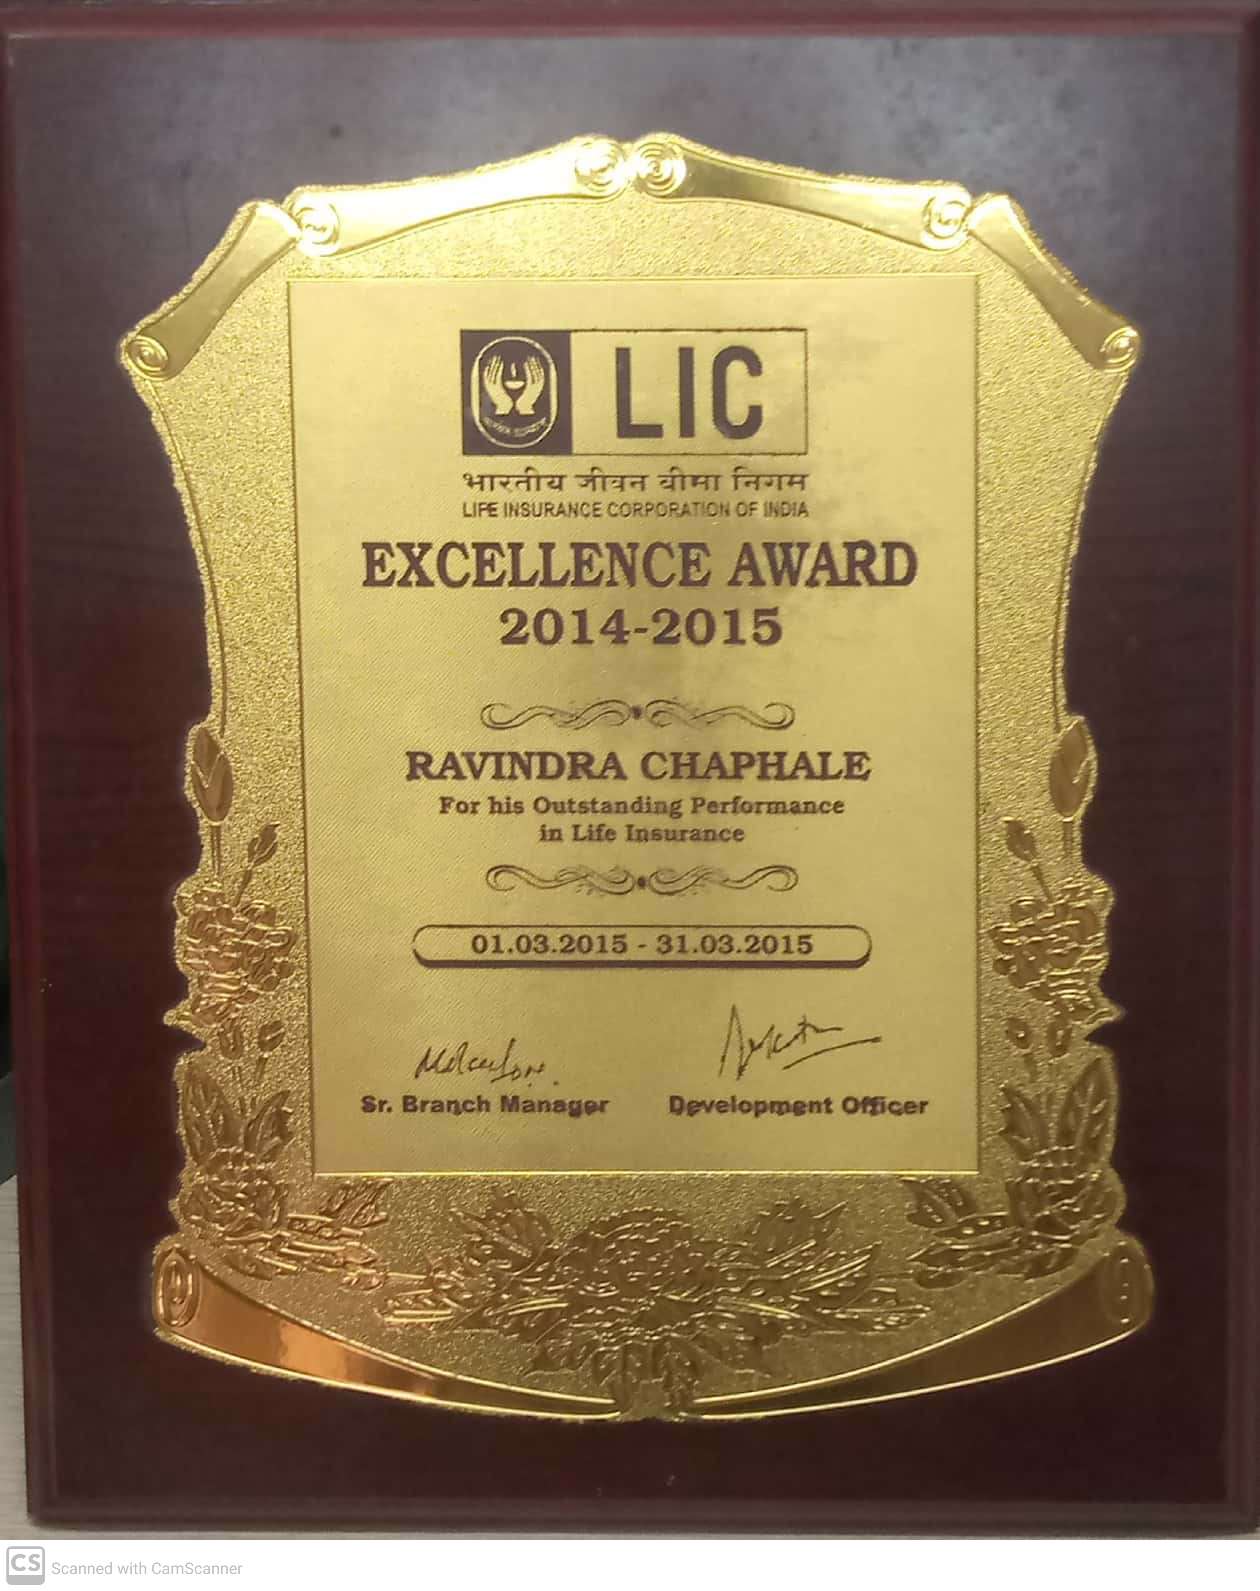 LIC
भारतीय जीवन बीमा निगम
LIFE INSURANCE CORPORATION OF INDIA
EXCELLENCE AWARD
2014-2015
RAVINDRA CHAPHALE
For his Outstanding Performance
in Life Insurance
01.03.2015 - 31.03.2015
Sr. Branch Manager Development Officer
CS Scanned with CamScanner